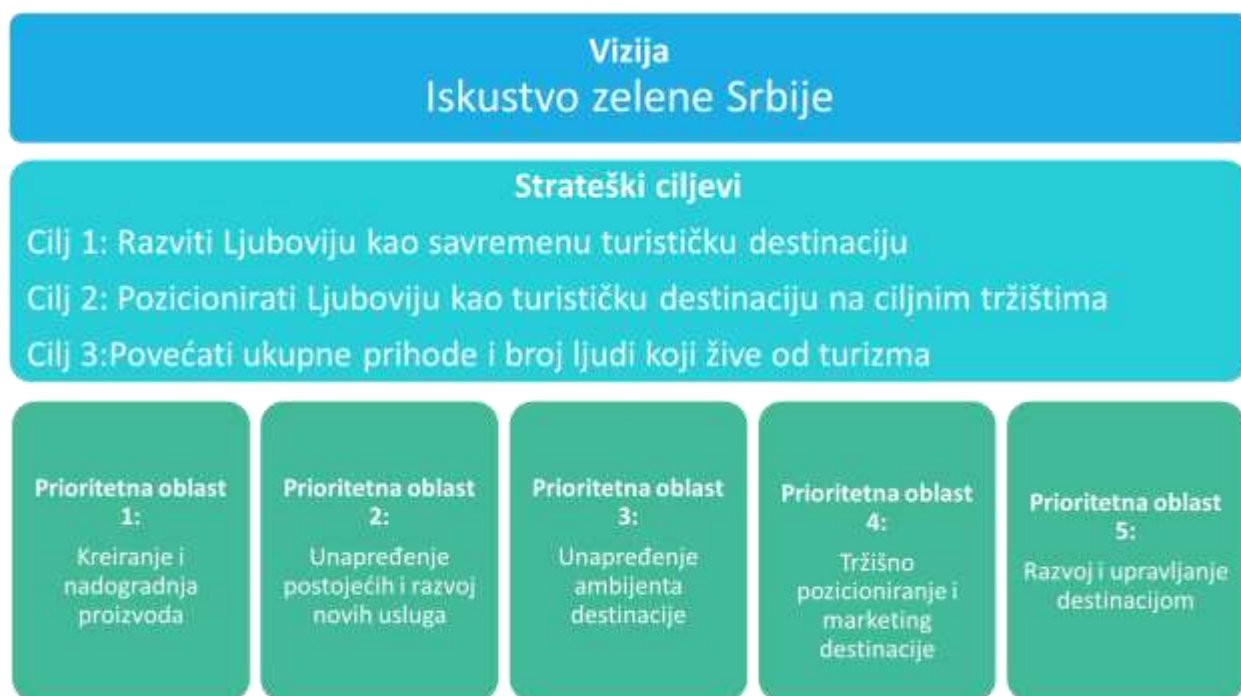 Vizija
Iskustvo zelene Srbije
Strateški ciljevi
Cilj 1: Razviti Ljuboviju kao savremenu turističku destinaciju
Cilj 2: Pozicionirati Ljuboviju kao turističku destinaciju na ciljnim tržištima
Cilj 3:Povećati ukupne prihode i broj ljudi koji žive od turizma
Prioritetna oblast
1:
Kreiranje i
nadogradnja
proizvoda
Prioritetna oblast
2:
Unapređenje
postojećih i razvoj
novih usluga
Prioritetna oblast
3:
Unapređenje
ambijenta
destinacije
Prioritetna oblast
4:
Tržišno
pozicioniranje i
marketing
destinacije
Prioritetna oblast
5:
Razvoj i upravljanje
destinacijom